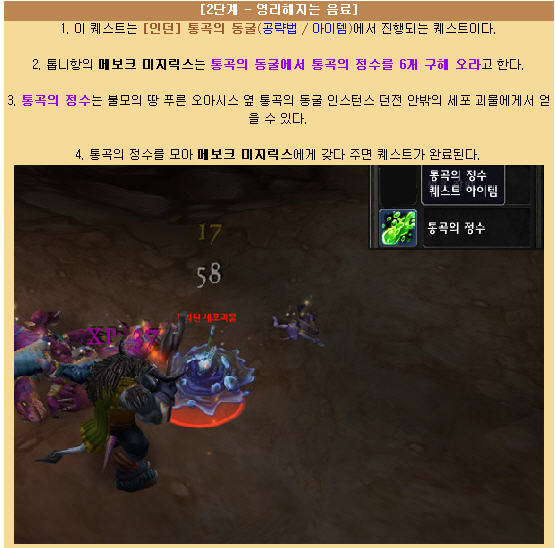 [2단계 - 영리해지는 음료]
1. 이 퀘스트는 [인던] 통곡의 동굴(공략법 / 아이템)에서 진행되는 퀘스트이다.
2. 톱니항의 메보크 미지릭스는 통곡의 동굴에서 통곡의 정수를 6개 구해 오라고 한다.
3. 통곡의 정수는 불모의 땅 푸른 오아시스 옆 통곡의 동굴 인스턴스 던전 안밖의 세포 괴물에게서 얻
을 수 있다.
4. 통곡의 정수를 모아 메보크 미지릭스에게 갖다 주면 퀘스트가 완료된다.
통곡의 정수
퀘스트 아이템
통곡의 정수
17
58
세포괴물
37